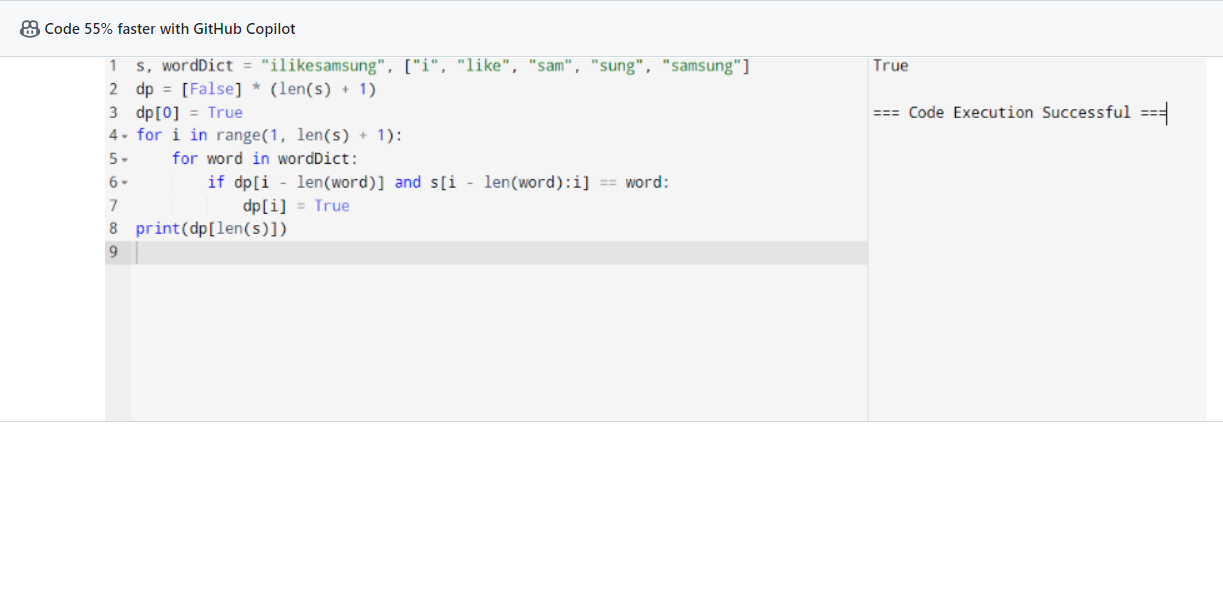 Code 55% faster with GitHub Copilot
1 s, wordDict = "ilikesamsung", ["i", "like", "sam", "sung", "samsung"]
2 dp = [False] * (len(s) + 1)
3 dp[0] = True
4 for i in range(1, len(s) + 1):
5     for word in wordDict:
6         if dp[i - len(word)] and s[i - len(word):i] == word:
7             dp[i] = True
8 print(dp[len(s)])
9
True
=== Code Execution Successful ===